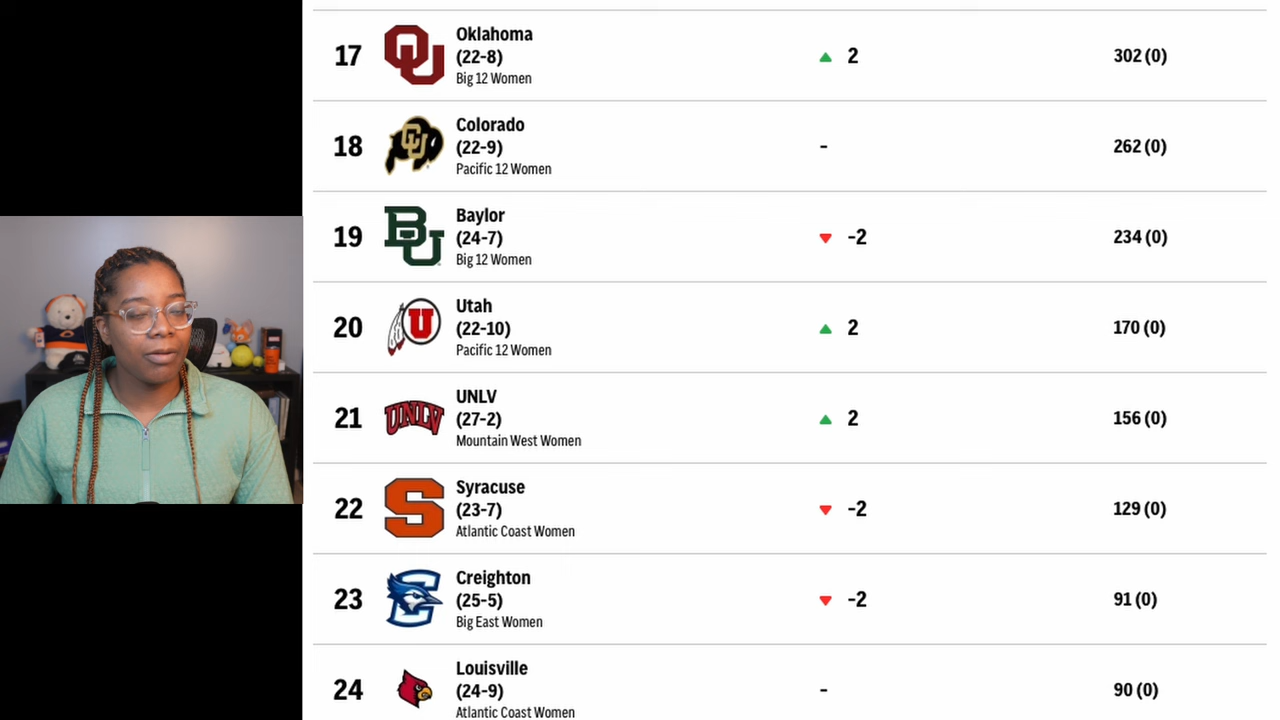 17
Oklahoma
(22-8)
Big 12 Women
2
302 (0)
18
Colorado
(22-9)
Pacific 12 Women
-
262 (0)
19
Baylor
(24-7)
Big 12 Women
-2
234 (0)
20
Utah
(22-10)
Pacific 12 Women
2
170 (0)
21
UNLV
UNLV
(27-2)
Mountain West Women
2
156 (0)
22
Syracuse
(23-7)
Atlantic Coast Women
-2
129 (0)
23
Creighton
(25-5)
Big East Women
-2
91 (0)
24
Louisville
(24-9)
Atlantic Coast Women
-
90 (0)